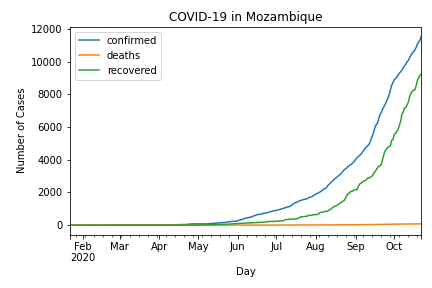 COVID-19 in Mozambique
confirmed
deaths
recovered
12000
10000
8000
6000
4000
2000
0
Number of Cases
Feb Mar Apr May Jun Jul Aug Sep Oct
2020
Day